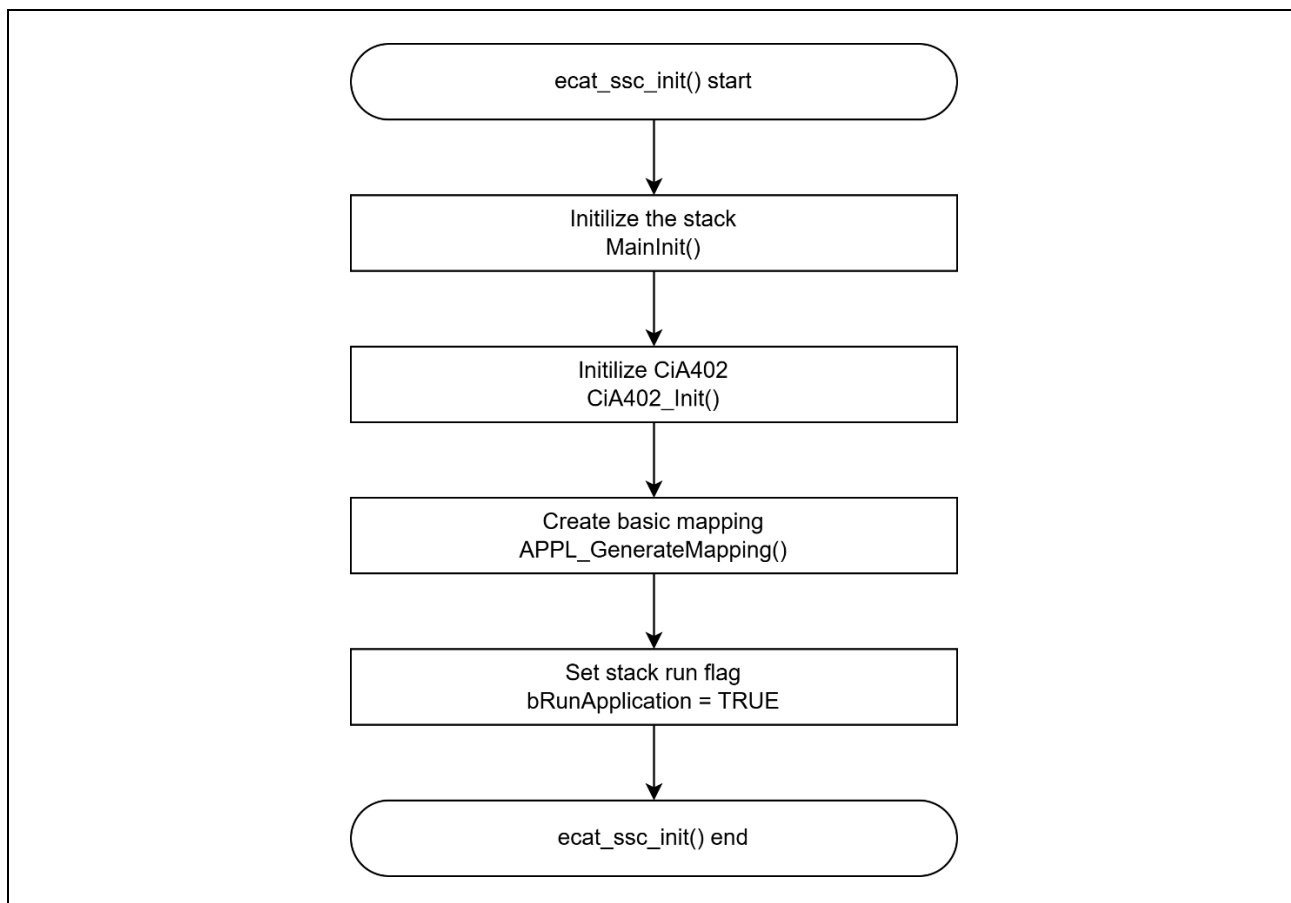 ecat_ssc_init() start
Initilize the stack
MainInit()
Initilize CiA402
CiA402_Init()
Create basic mapping
APPL_GenerateMapping()
Set stack run flag
bRunApplication = TRUE
ecat_ssc_init() end